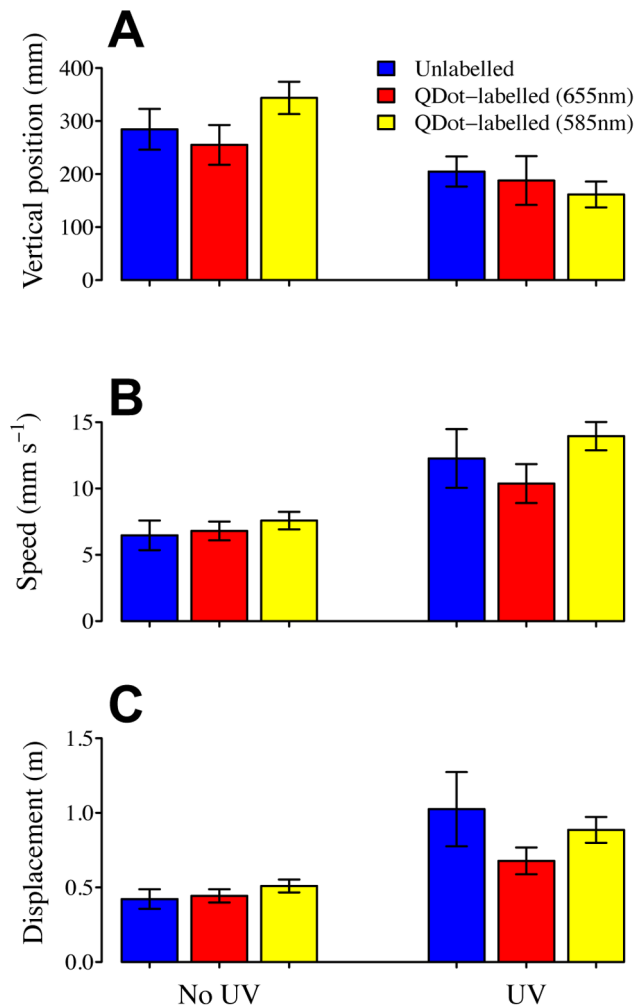 A
Vertical position (mm)
400
300
200
100
0
Unlabelled
QDot−labelled (655nm)
QDot−labelled (585nm)
B
Speed (mm s−1)
15
10
5
0
C
Displacement (m)
1.5
1.0
0.5
0.0
No UV
UV